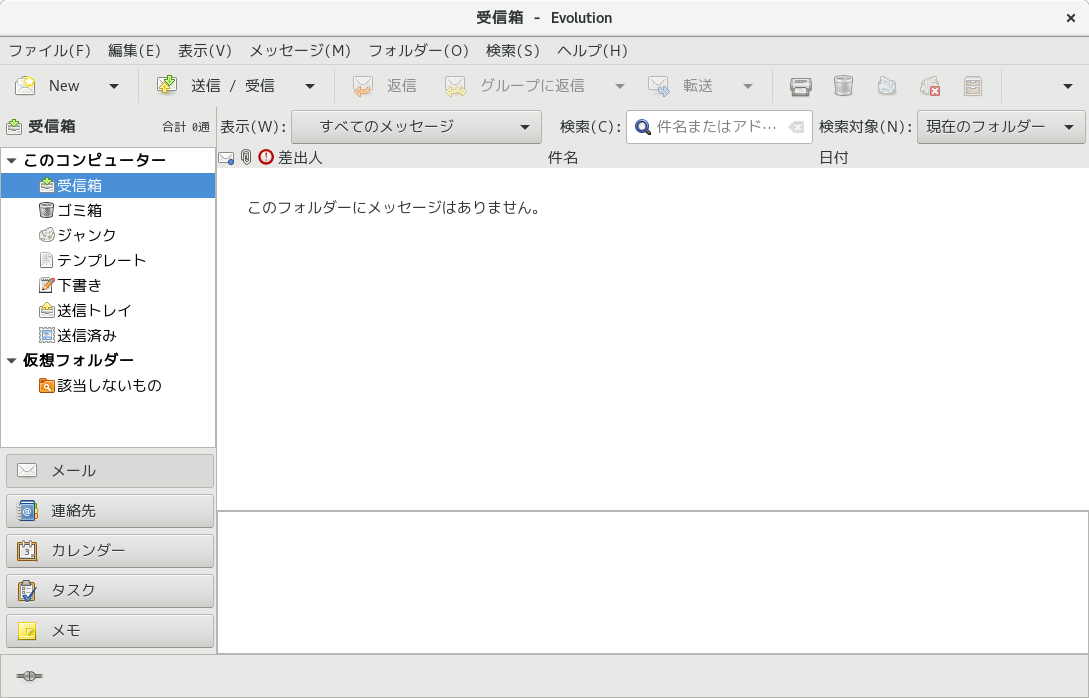 受信箱 - Evolution
ファイル(F) 編集(E) 表示(V) メッセージ(M) フォルダー(O) 検索(S) ヘルプ(H)
New 送信 / 受信 返信 グループに返信 転送
受信箱 合計 0通 表示(W): すべてのメッセージ 検索(C): 件名またはアド… 検索対象(N): 現在のフォルダー
差出人 件名 日付
このコンピューター
受信箱
ゴミ箱
ジャンク
テンプレート
下書き
送信トレイ
送信済み
仮想フォルダー
該当しないもの
このフォルダーにメッセージはありません。
メール
連絡先
カレンダー
タスク
メモ